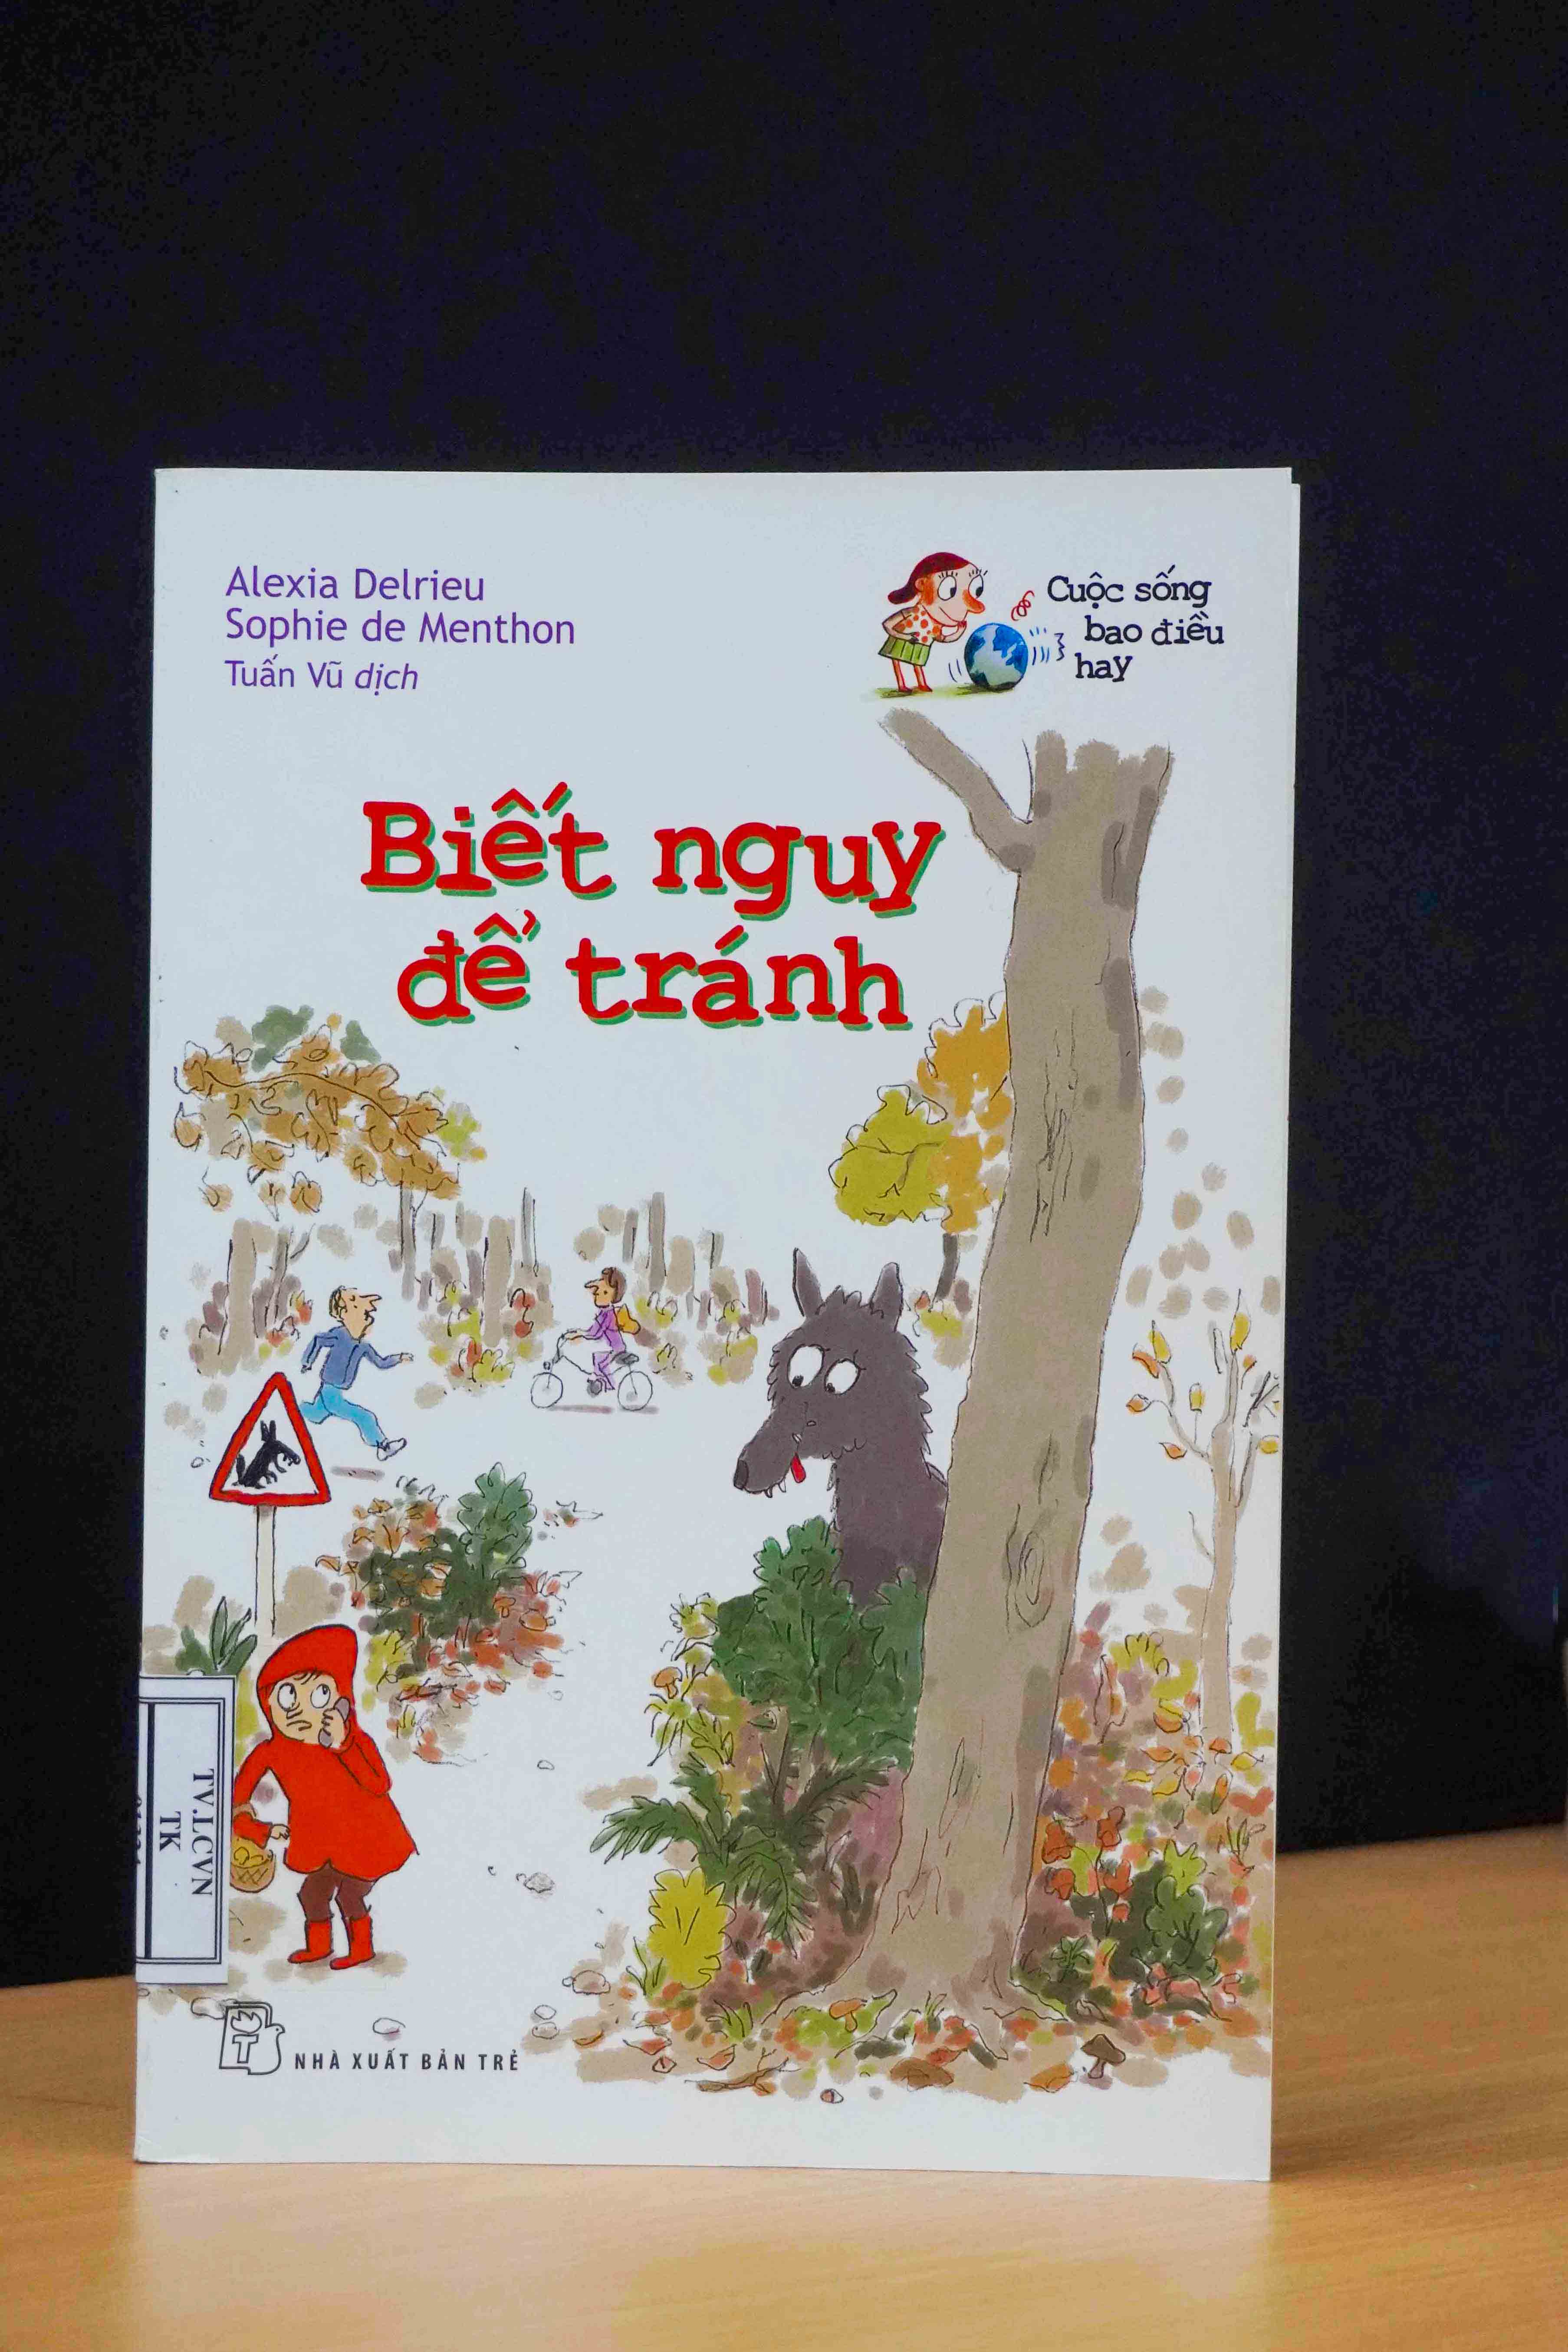 Alexia Delrieu
Sophie de Menthon
Tuấn Vũ dịch
Cuộc sống
bao điều
hay
Biết nguy
để tránh
TV.LCVN
TK
NHÀ XUẤT BẢN TRẺ